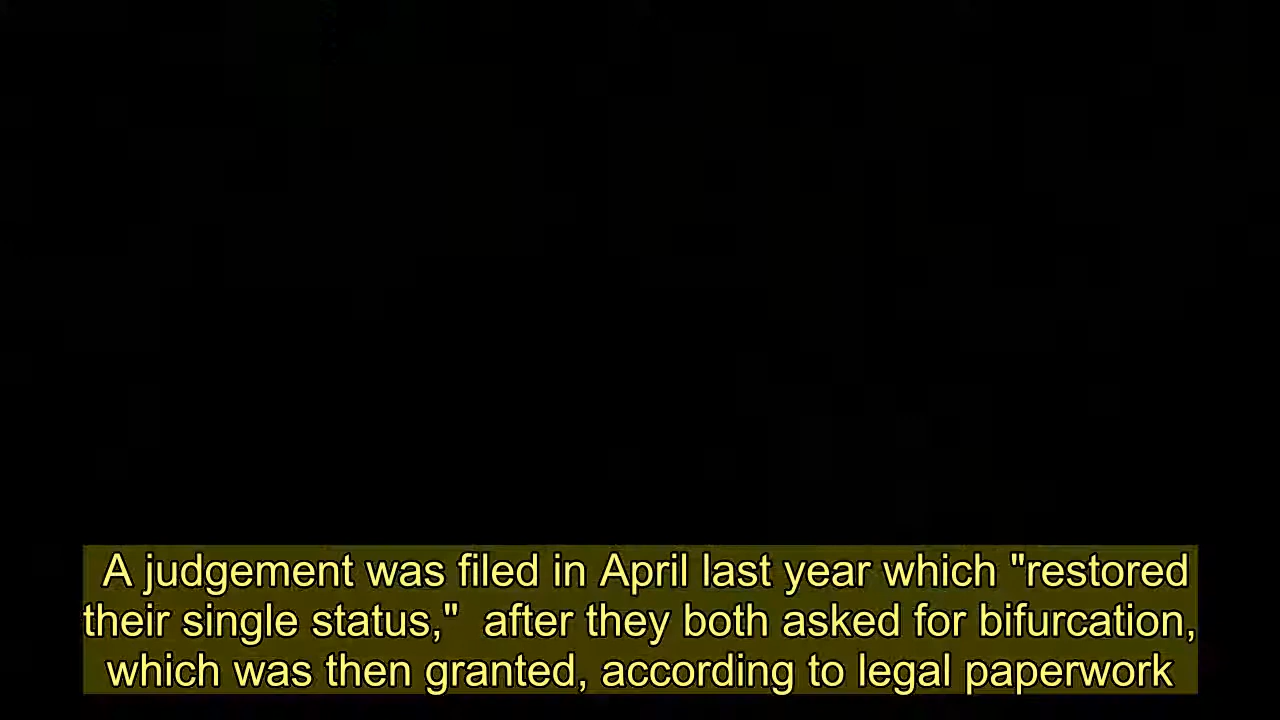 A judgement was filed in April last year which "restored
their single status,"  after they both asked for bifurcation,
which was then granted, according to legal paperwork